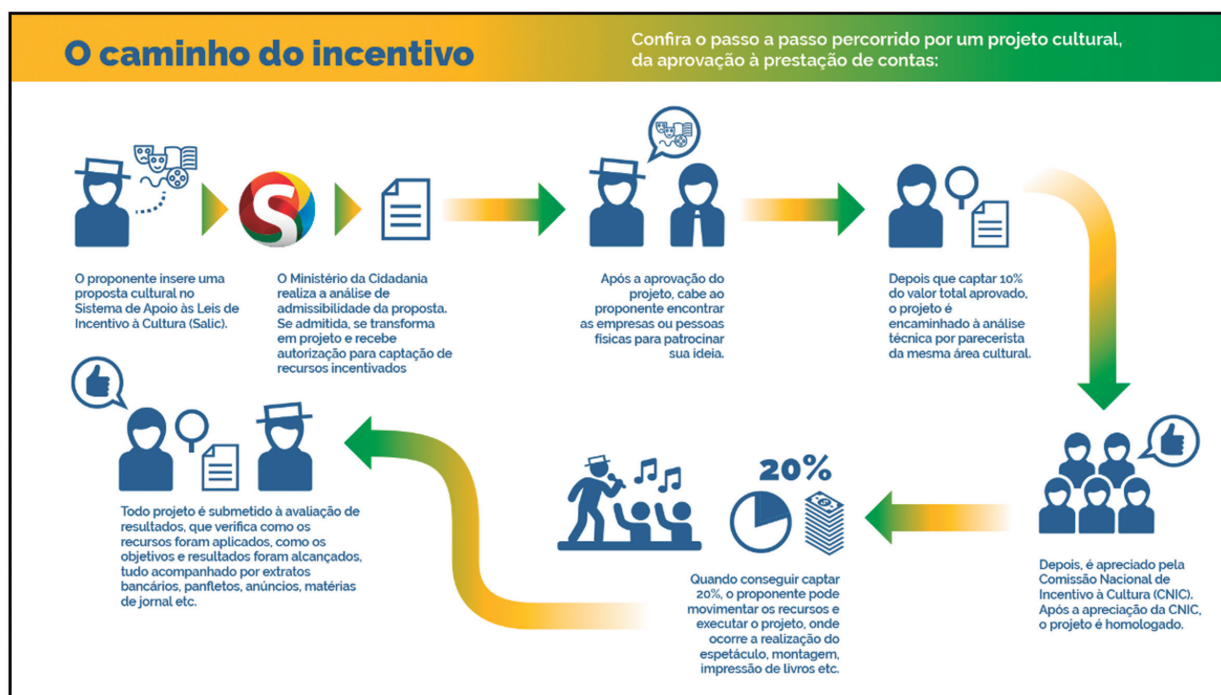 O caminho do incentivo
Confira o passo a passo percorrido por um projeto cultural,
da aprovação à prestação de contas:
S
O proponente insere uma
proposta cultural no
Sistema de Apoio às Leis de
Incentivo à Cultura (Salic).
O Ministério da Cidadania
realiza a análise de
admissibilidade da proposta.
Se admitida, se transforma
em projeto e recebe
autorização para captação de
recursos incentivados
Após a aprovação do
projeto, cabe ao
proponente encontrar
as empresas ou pessoas
físicas para patrocinar
sua ideia.
Depois que captar 10%
do valor total aprovado,
o projeto é
encaminhado à análise
técnica por parecerista
da mesma área cultural.
Depois, é apreciado pela
Comissão Nacional de
Incentivo à Cultura (CNIC).
Após a apreciação da CNIC,
o projeto é homologado.
20%
Quando conseguir captar
20%, o proponente pode
movimentar os recursos e
executar o projeto, onde
ocorre a realização do
espetáculo, montagem,
impressão de livros etc.
Todo projeto é submetido à avaliação de
resultados, que verifica como os
recursos foram aplicados, como os
objetivos e resultados foram alcançados,
tudo acompanhado por extratos
bancários, panfletos, anúncios, matérias
de jornal etc.